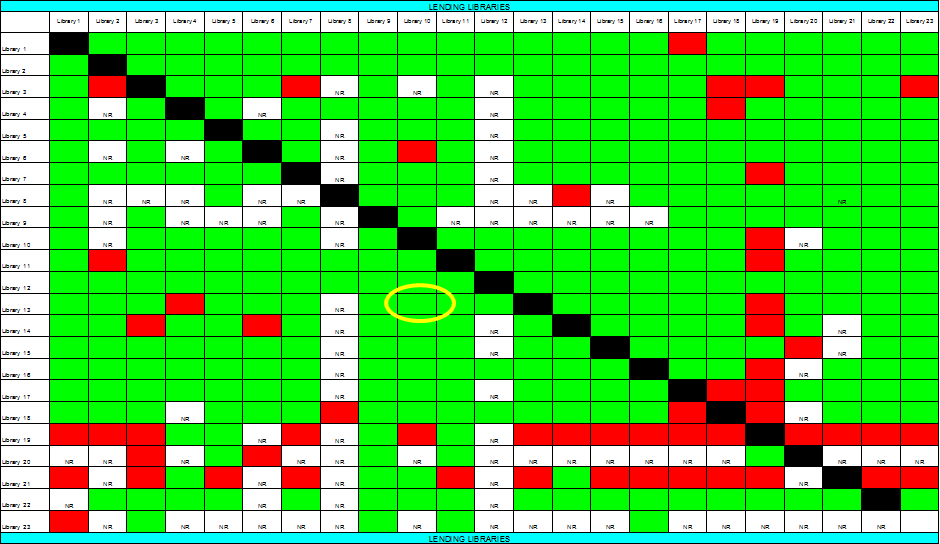 LENDING LIBRARIES
Library 1 Library 2 Library 3 Library 4 Library 5 Library 6 Library 7 Library 8 Library 9 Library 10 Library 11 Library 12 Library 13 Library 14 Library 15 Library 16 Library 17 Library 18 Library 19 Library 20 Library 21 Library 22 Library 23
Library 1
Library 2
Library 3 NR NR NR
Library 4 NR NR NR
Library 5 NR NR
Library 6 NR NR NR NR
Library 7 NR NR
Library 8 NR NR NR NR NR NR NR NR NR
Library 9 NR NR NR NR NR NR NR NR NR NR NR
Library 10 NR NR NR
Library 11
Library 12
Library 13 NR
Library 14 NR NR NR
Library 15 NR NR NR
Library 16 NR NR
Library 17 NR NR
Library 18 NR NR
Library 19 NR NR NR
Library 20 NR NR NR NR NR NR NR NR NR NR NR NR NR NR NR NR NR
Library 21 NR NR NR NR NR
Library 22 NR NR NR NR
Library 23 NR NR NR NR NR NR NR NR NR NR NR NR NR NR NR NR NR
LENDING LIBRARIES